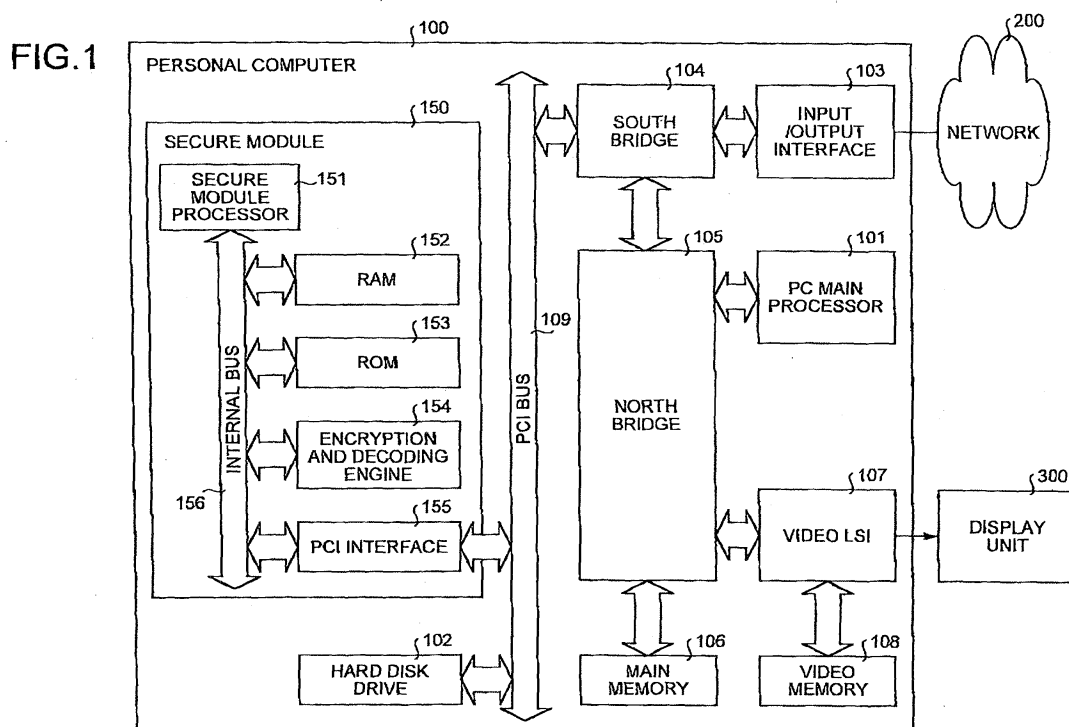 FIG.1
100
PERSONAL COMPUTER
200
NETWORK
150
SECURE MODULE
SECURE
MODULE
PROCESSOR
151
152
RAM
153
ROM
154
ENCRYPTION
AND DECODING
ENGINE
155
PCI INTERFACE
INTERNAL BUS
156
102
HARD DISK
DRIVE
PCI BUS
109
104
SOUTH
BRIDGE
103
INPUT
/OUTPUT
INTERFACE
105
NORTH
BRIDGE
101
PC MAIN
PROCESSOR
107
VIDEO LSI
300
DISPLAY
UNIT
106
MAIN
MEMORY
108
VIDEO
MEMORY